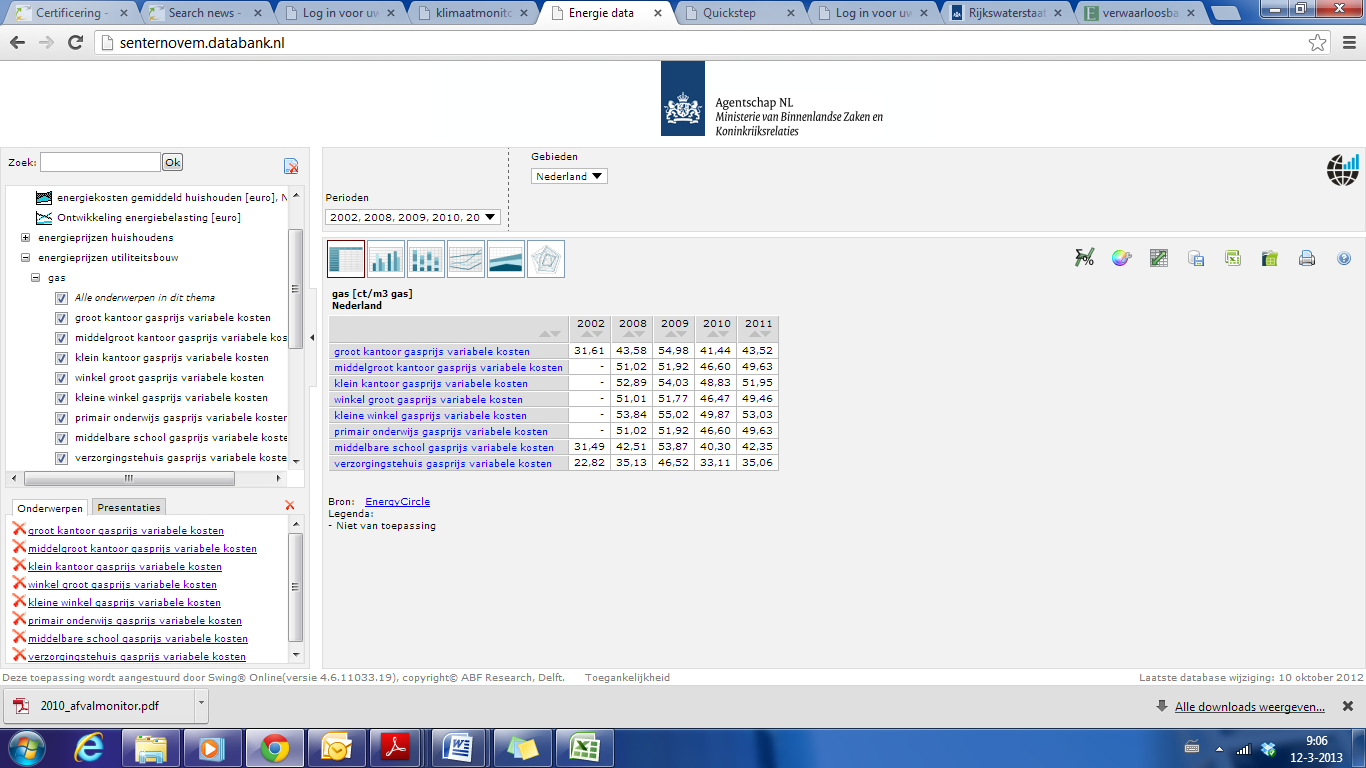 Certificering -
Search news -
Log in voor uw
klimaatmonito
Energie data
Quickstep
Log in voor uw
Rijkswaterstaat
verwaarloosba
senternovem.databank.nl
Agentschap NL
Ministerie van Binnenlandse Zaken en
Koninkrijksrelaties
Zoek: Ok
energiekosten gemiddeld huishouden [euro], N
Ontwikkeling energiebelasting [euro]
energieprijzen huishoudens
energieprijzen utiliteitsbouw
gas
Alle onderwerpen in dit thema
groot kantoor gasprijs variabele kosten
middelgroot kantoor gasprijs variabele kos
klein kantoor gasprijs variabele kosten
winkel groot gasprijs variabele kosten
kleine winkel gasprijs variabele kosten
primair onderwijs gasprijs variabele kosten
middelbare school gasprijs variabele koste
verzorgingstehuis gasprijs variabele koste
Onderwerpen Presentaties
groot kantoor gasprijs variabele kosten
middelgroot kantoor gasprijs variabele kosten
klein kantoor gasprijs variabele kosten
winkel groot gasprijs variabele kosten
kleine winkel gasprijs variabele kosten
primair onderwijs gasprijs variabele kosten
middelbare school gasprijs variabele kosten
verzorgingstehuis gasprijs variabele kosten
Gebieden
Nederland
Perioden
2002, 2008, 2009, 2010, 20
gas [ct/m3 gas]
Nederland
2002 2008 2009 2010 2011
groot kantoor gasprijs variabele kosten 31,61 43,58 54,98 41,44 43,52
middelgroot kantoor gasprijs variabele kosten - 51,02 51,92 46,60 49,63
klein kantoor gasprijs variabele kosten - 52,89 54,03 48,83 51,95
winkel groot gasprijs variabele kosten - 51,01 51,77 46,47 49,46
kleine winkel gasprijs variabele kosten - 53,84 55,02 49,87 53,03
primair onderwijs gasprijs variabele kosten - 51,02 51,92 46,60 49,63
middelbare school gasprijs variabele kosten 31,49 42,51 53,87 40,30 42,35
verzorgingstehuis gasprijs variabele kosten 22,82 35,13 46,52 33,11 35,06
Bron: EnergyCircle
Legenda:
- Niet van toepassing
Deze toepassing wordt aangestuurd door Swing® Online(versie 4.6.11033.19), copyright© ABF Research, Delft. Toegankelijkheid Laatste database wijziging: 10 oktober 2012
2010_afvalmonitor.pdf Alle downloads weergeven...
9:06
12-3-2013